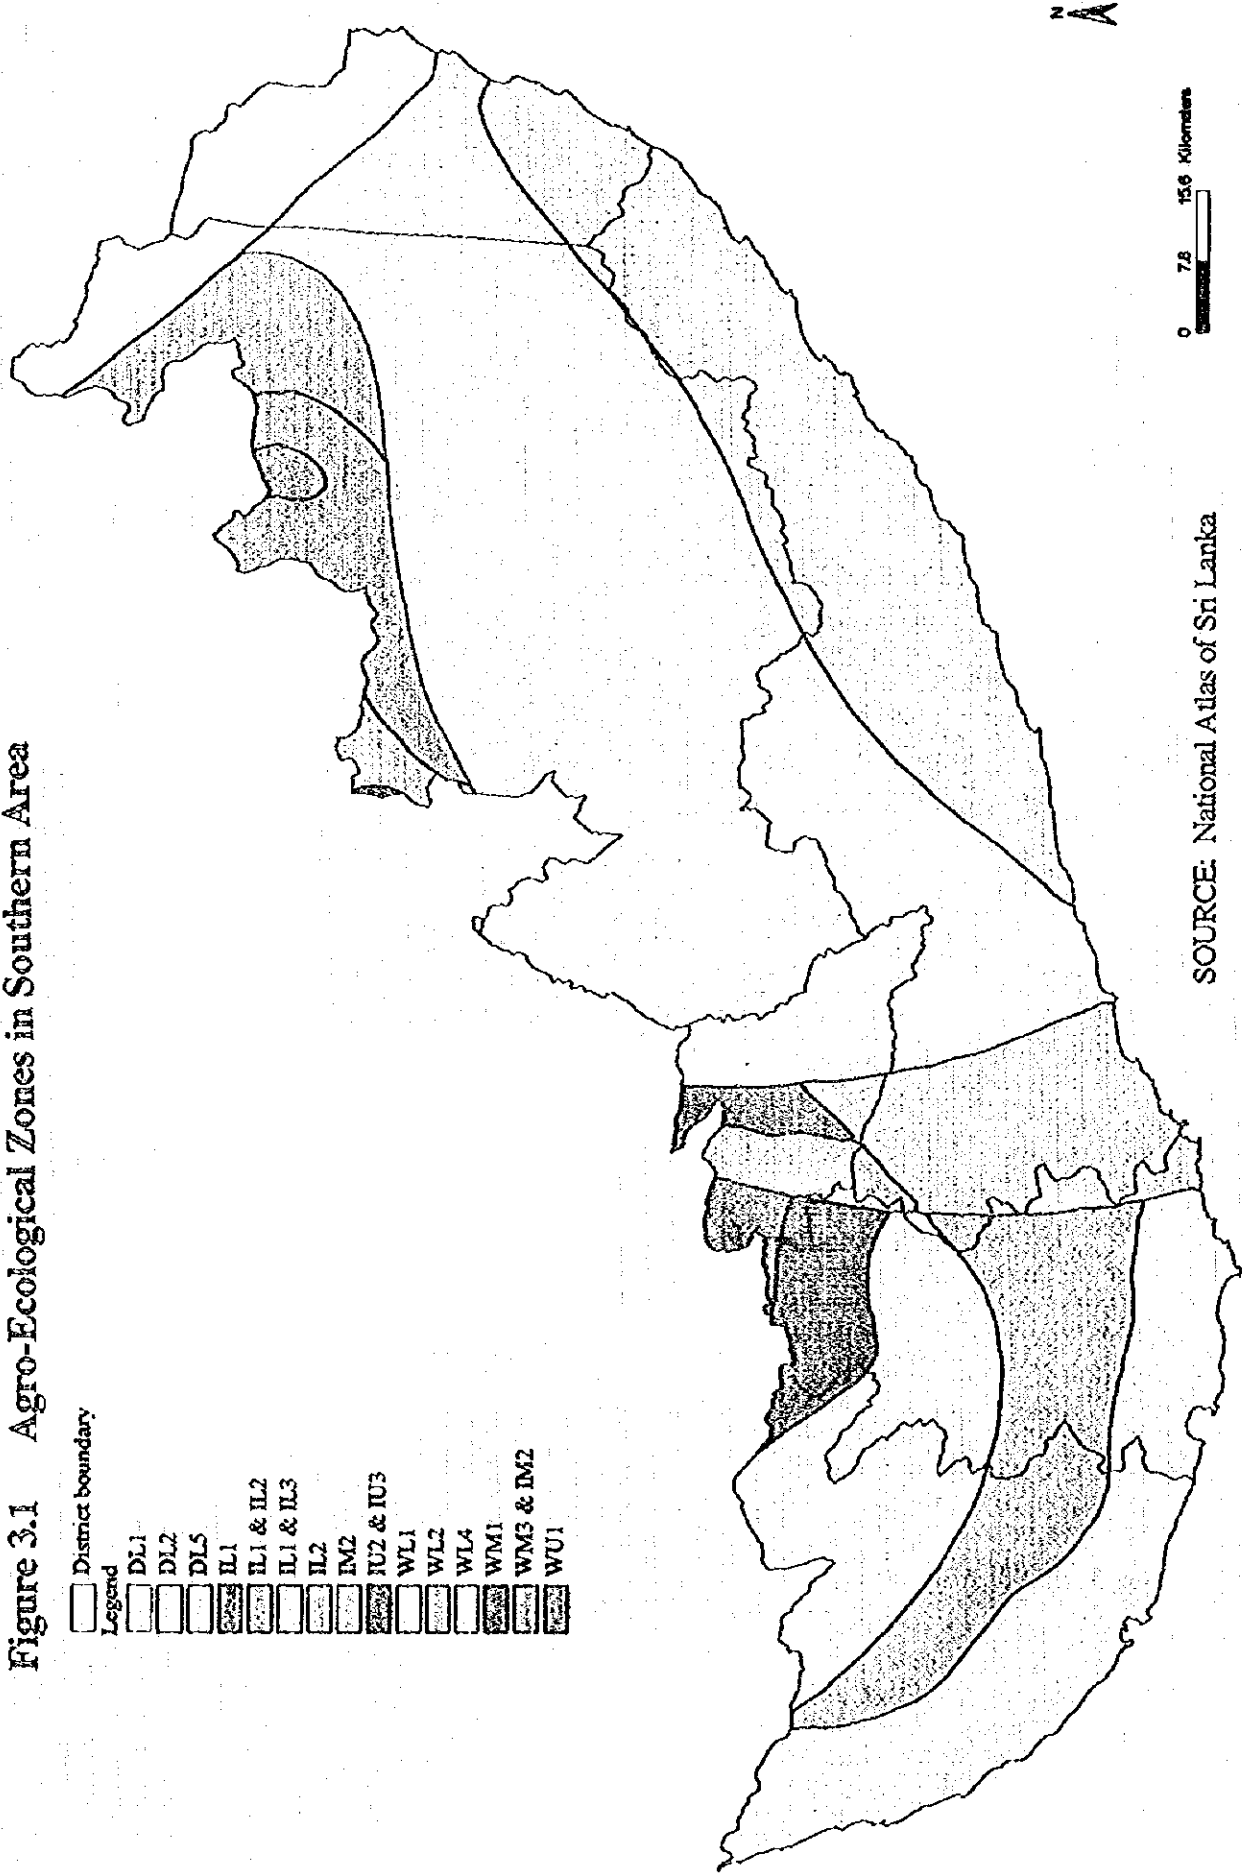 Figure 3.1 Agro-Ecological Zones in Southern Area
District boundary
Legend
DL1
DL2
DL5
IL1
IL1 & IL2
IL1 & IL3
IL2
IM2
IU2 & IU3
WL1
WL2
WL4
WM1
WM3 & IM2
WU1
N
0 7.8 15.6 Kilometers
SOURCE: National Atlas of Sri Lanka